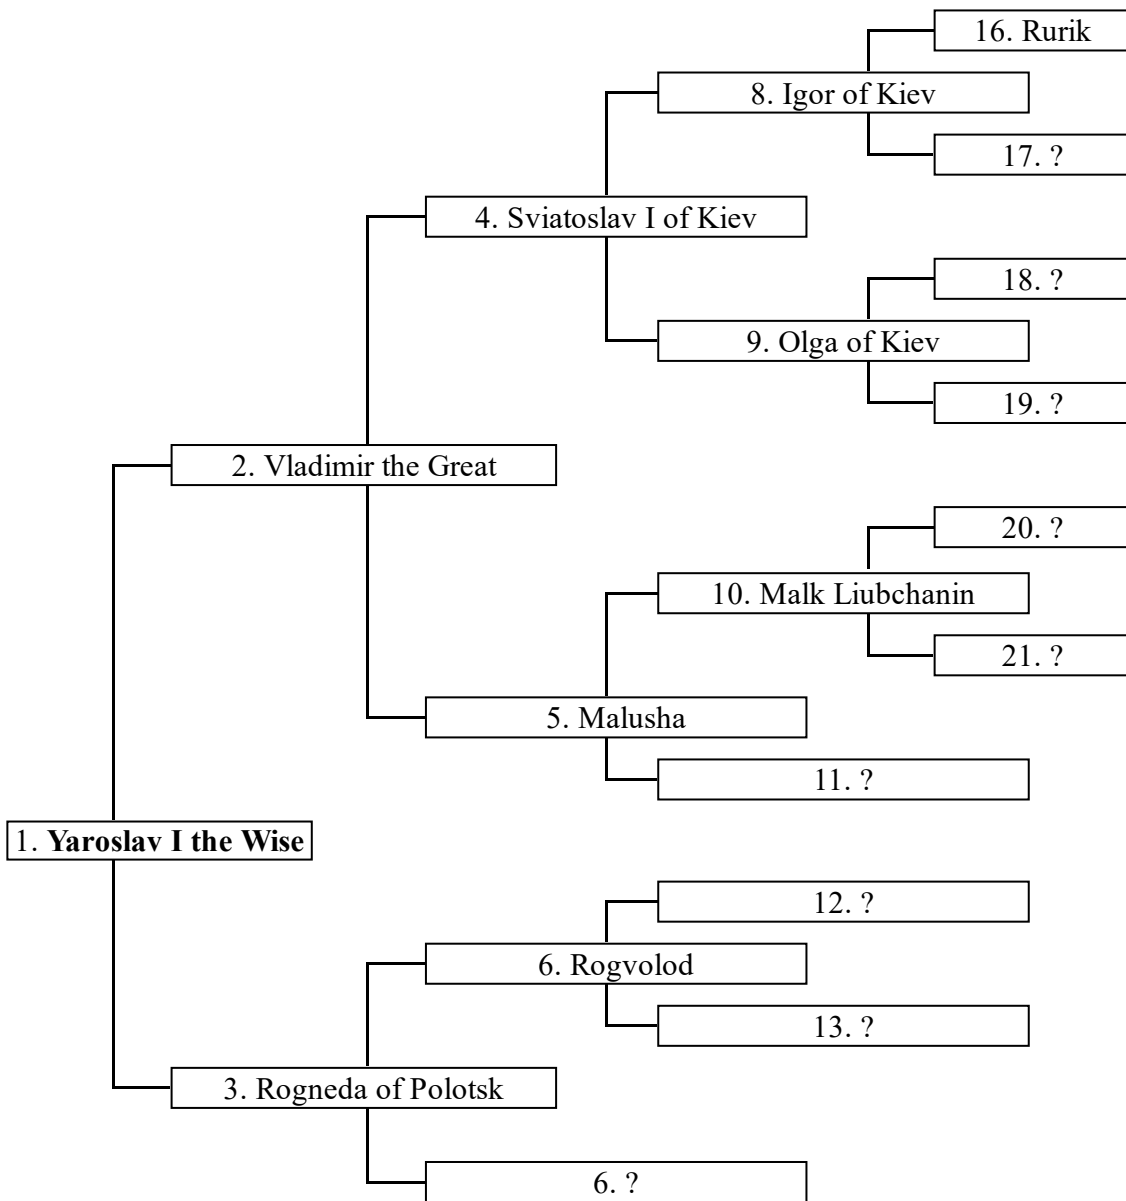 16. Rurik
8. Igor of Kiev
17. ?
4. Sviatoslav I of Kiev
18. ?
9. Olga of Kiev
19. ?
2. Vladimir the Great
20. ?
10. Malk Liubchanin
21. ?
5. Malusha
11. ?
1. Yaroslav I the Wise
12. ?
6. Rogvolod
13. ?
3. Rogneda of Polotsk
6. ?